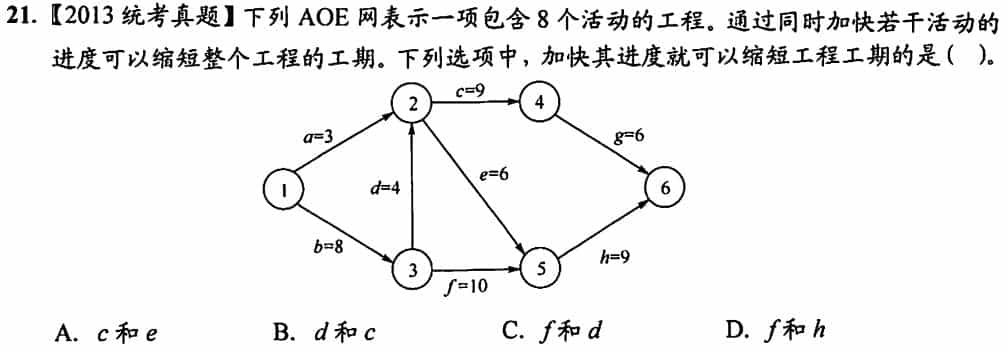 21.【2013 统考真题】下列 AOE 网表示一项包含 8 个活动的工程。通过同时加快若干活动的
进度可以缩短整个工程的工期。下列选项中，加快其进度就可以缩短工程工期的是（ ）。
c=9
2
4
a=3
g=6
1
d=4
e=6
6
b=8
h=9
3
5
f=10
A. c 和 e
B. d 和 c
C. f 和 d
D. f 和 h